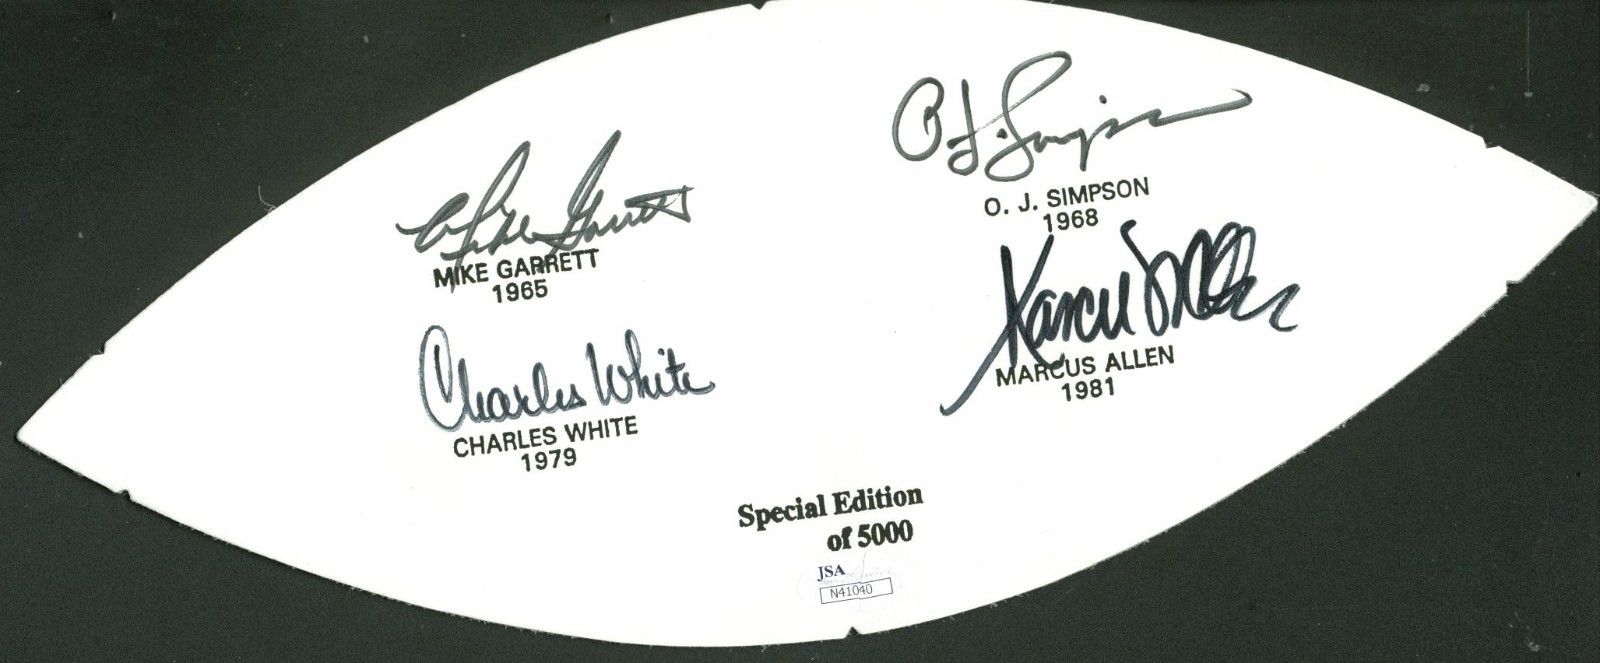 Mike Garrett
MIKE GARRETT
1965
O J. Simpson
O. J. SIMPSON
1968
Charles White
CHARLES WHITE
1979
Marcus Allen
MARCUS ALLEN
1981
Special Edition
of 5000
JSA
N41040